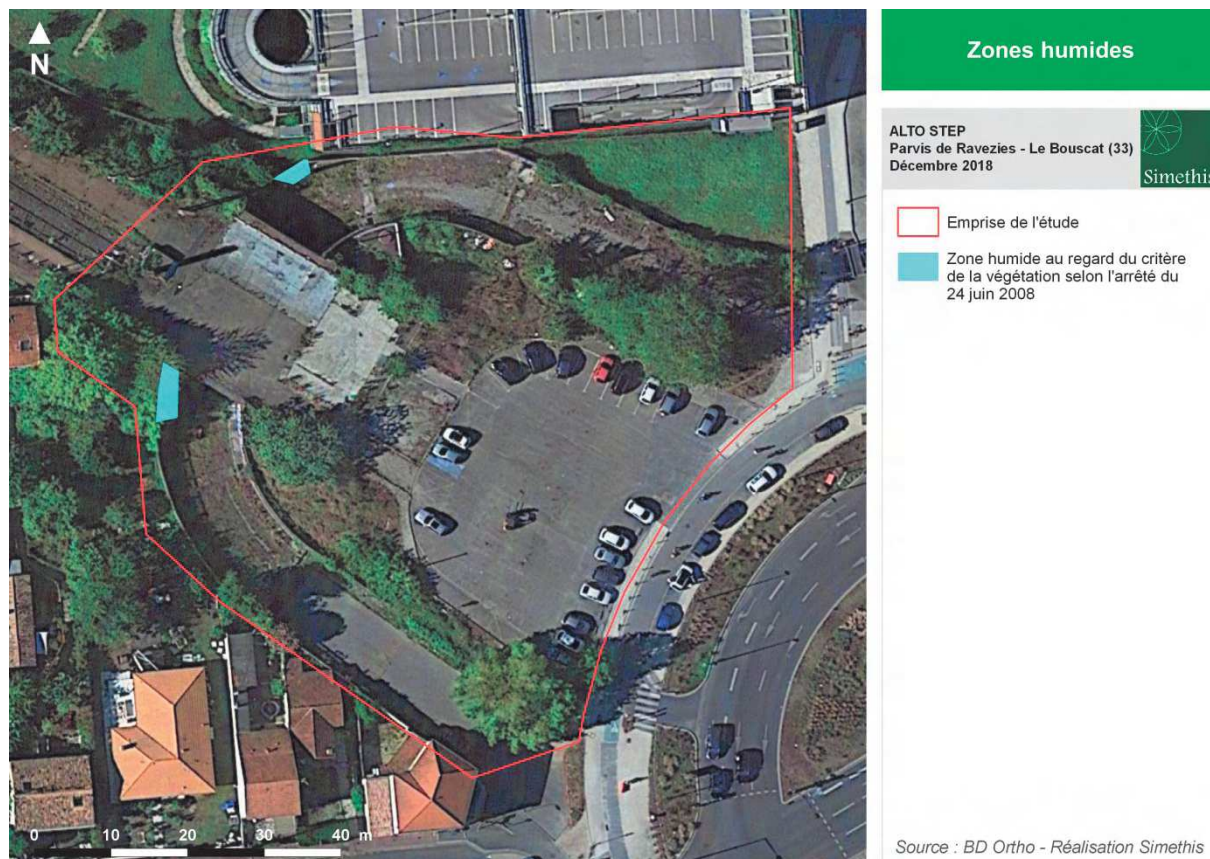 N
0 10 20 30 40 m
Zones humides
ALTO STEP
Parvis de Ravezies - Le Bouscat (33)
Décembre 2018
Simethis
Emprise de l'étude
Zone humide au regard du critère
de la végétation selon l'arrêté du
24 juin 2008
Source : BD Ortho - Réalisation Simethis